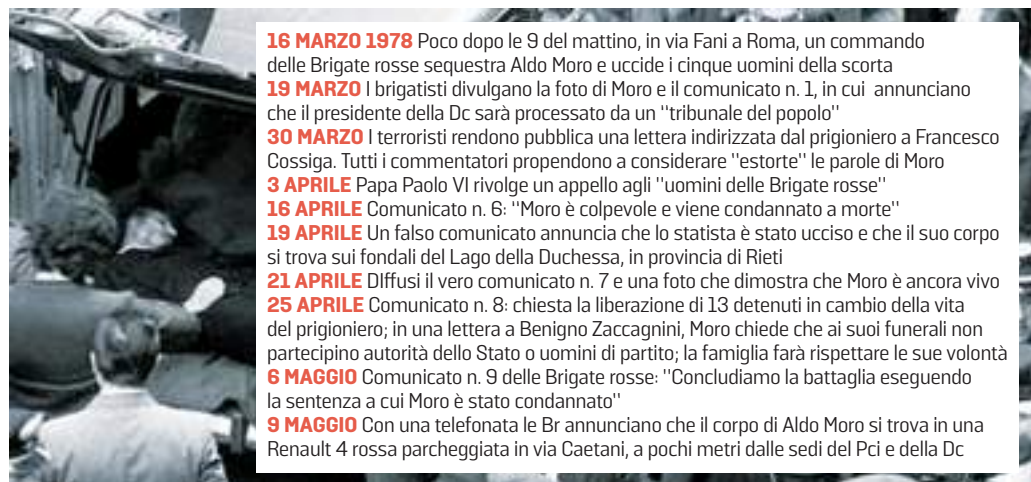 16 MARZO 1978 Poco dopo le 9 del mattino, in via Fani a Roma, un commando
delle Brigate rosse sequestra Aldo Moro e uccide i cinque uomini della scorta
19 MARZO I brigatisti divulgano la foto di Moro e il comunicato n. 1, in cui annunciano
che il presidente della Dc sarà processato da un "tribunale del popolo"
30 MARZO I terroristi rendono pubblica una lettera indirizzata dal prigioniero a Francesco
Cossiga. Tutti i commentatori propendono a considerare "estorte" le parole di Moro
3 APRILE Papa Paolo VI rivolge un appello agli "uomini delle Brigate rosse"
16 APRILE Comunicato n. 6: "Moro è colpevole e viene condannato a morte"
19 APRILE Un falso comunicato annuncia che lo statista è stato ucciso e che il suo corpo
si trova sui fondali del Lago della Duchessa, in provincia di Rieti
21 APRILE DIffusi il vero comunicato n. 7 e una foto che dimostra che Moro è ancora vivo
25 APRILE Comunicato n. 8: chiesta la liberazione di 13 detenuti in cambio della vita
del prigioniero; in una lettera a Benigno Zaccagnini, Moro chiede che ai suoi funerali non
partecipino autorità dello Stato o uomini di partito; la famiglia farà rispettare le sue volontà
6 MAGGIO Comunicato n. 9 delle Brigate rosse: "Concludiamo la battaglia eseguendo
la sentenza a cui Moro è stato condannato"
9 MAGGIO Con una telefonata le Br annunciano che il corpo di Aldo Moro si trova in una
Renault 4 rossa parcheggiata in via Caetani, a pochi metri dalle sedi del Pci e della Dc